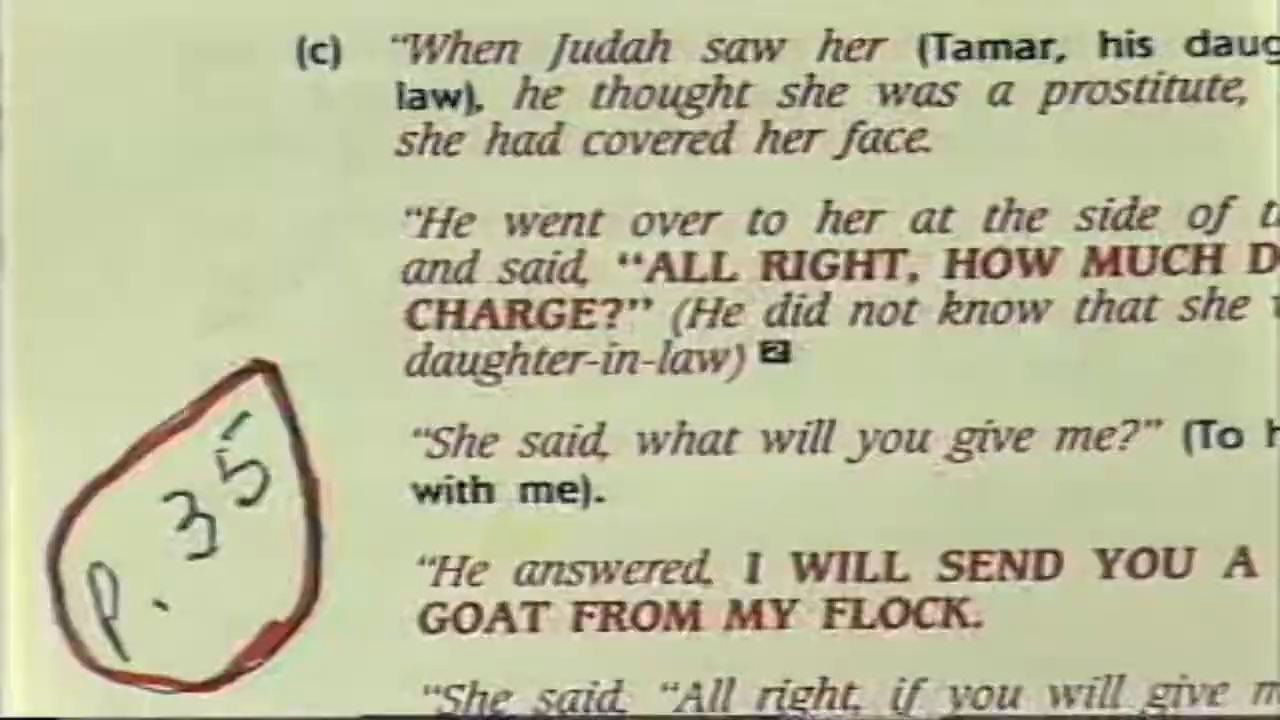 (c) "When Judah saw her (Tamar, his daug
law), he thought she was a prostitute,
she had covered her face.
"He went over to her at the side of t
and said, "ALL RIGHT, HOW MUCH D
CHARGE?" (He did not know that she
daughter-in-law) 2
"She said, what will you give me?" (To h
with me).
"He answered, I WILL SEND YOU A
GOAT FROM MY FLOCK.
"She said, "All right, if you will give m
P. 35